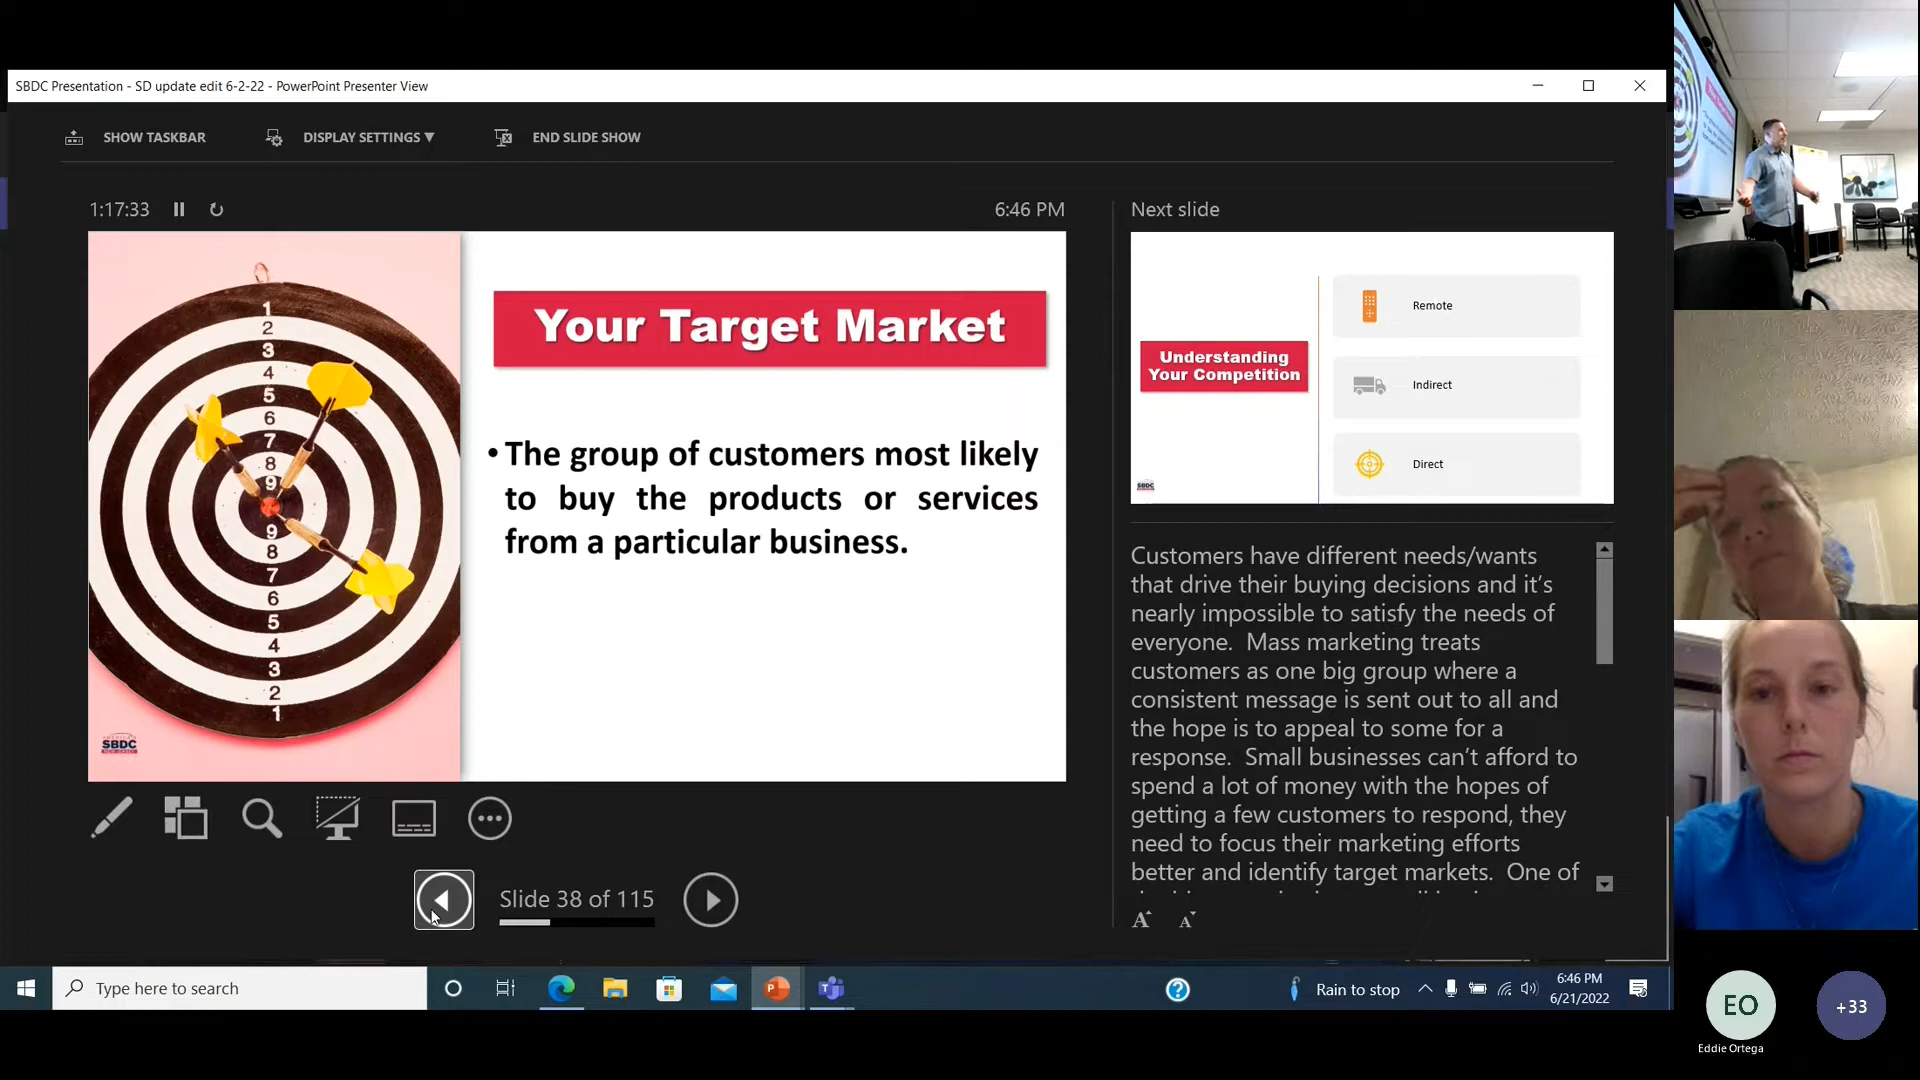 SBDC Presentation - SD update edit 6-2-22 - PowerPoint Presenter View
SHOW TASKBAR
DISPLAY SETTINGS ▼
END SLIDE SHOW
1:17:33
6:46 PM
Next slide
1
2
3
4
5
6
7
8
9
9
8
7
6
5
4
3
2
1
SBDC
Your Target Market
• The group of customers most likely
to buy the products or services
from a particular business.
Understanding
Your Competition
Remote
Indirect
Direct
SBDC
Customers have different needs/wants
that drive their buying decisions and it’s
nearly impossible to satisfy the needs of
everyone. Mass marketing treats
customers as one big group where a
consistent message is sent out to all and
the hope is to appeal to some for a
response. Small businesses can’t afford to
spend a lot of money with the hopes of
getting a few customers to respond, they
need to focus their marketing efforts
better and identify target markets. One of
A A
Slide 38 of 115
Type here to search
Rain to stop
6:46 PM
6/21/2022
EO
Eddie Ortega
+33